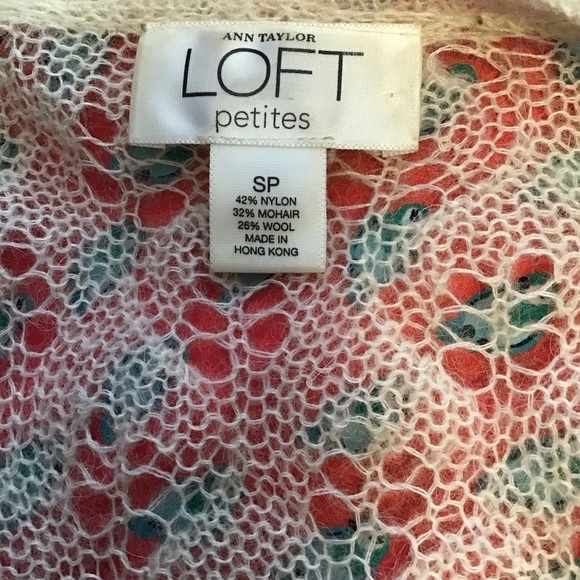 ANN TAYLOR
LOFT
petites
SP
42% NYLON
32% MOHAIR
26% WOOL
MADE IN
HONG KONG